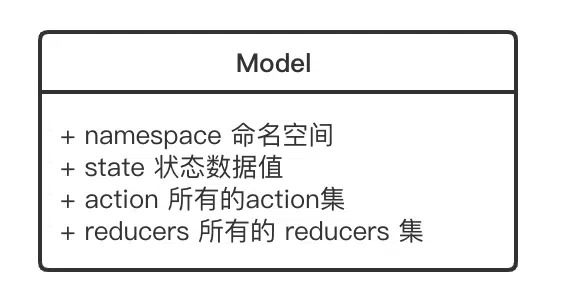 Model
+ namespace 命名空间
+ state 状态数据值
+ action 所有的action集
+ reducers 所有的 reducers 集